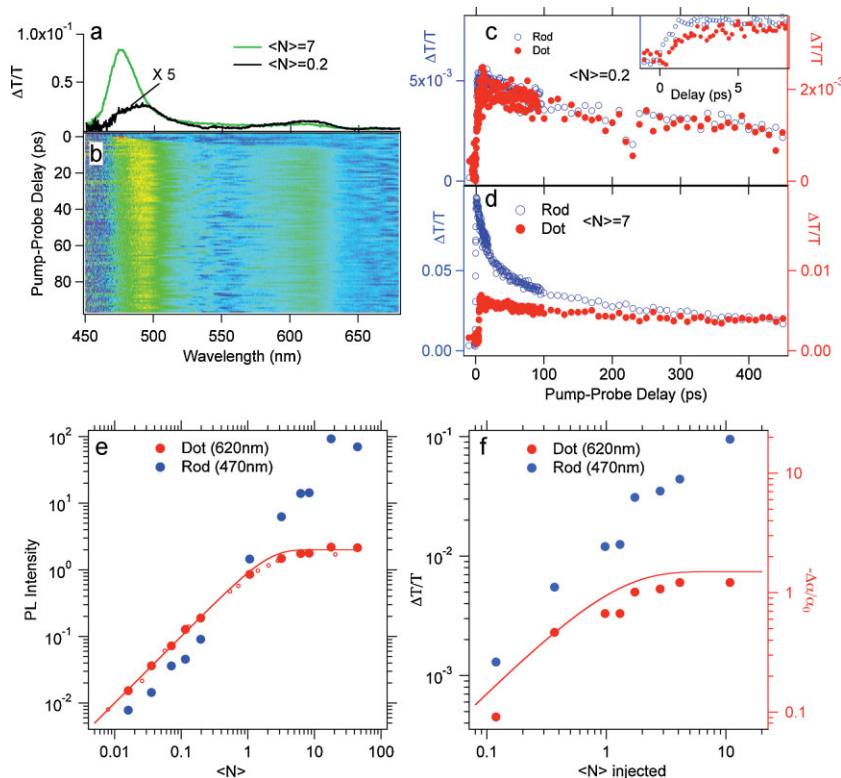 a
<N>=7
<N>=0.2
X 5
1.0x10⁻¹
0.5
0.0
ΔT/T
b
0
20
40
60
80
Pump-Probe Delay (ps)
450
500
550
600
650
Wavelength (nm)
c
Rod
Dot
<N>=0.2
5x10⁻³
0
ΔT/T
0
5
Delay (ps)
ΔT/T
2x10⁻³
0
ΔT/T
d
Rod
Dot
<N>=7
0.05
0.00
ΔT/T
0.01
0.00
ΔT/T
0
100
200
300
400
Pump-Probe Delay (ps)
e
Dot (620nm)
Rod (470nm)
10²
10¹
10⁰
10⁻¹
10⁻²
PL Intensity
0.01
0.1
1
10
100
<N>
f
Dot (620nm)
Rod (470nm)
10⁻¹
10⁻²
10⁻³
ΔT/T
10
1
0.1
-Δα/α₀
0.1
1
10
<N> injected